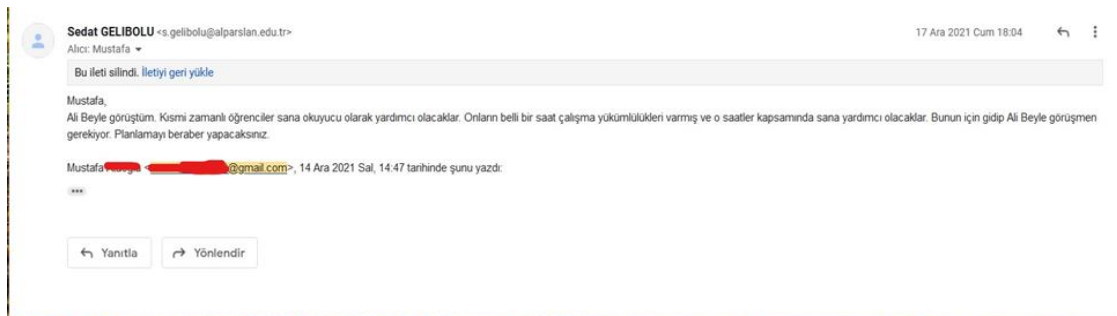 Sedat GELIBOLU <s.gelibolu@alparslan.edu.tr>
17 Ara 2021 Cum 18:04
Alıcı: Mustafa
Bu ileti silindi. İletiyi geri yükle
Mustafa,
Ali Beyle görüştüm. Kısmi zamanlı öğrenciler sana okuyucu olarak yardımcı olacaklar. Onların belli bir saat çalışma yükümlülükleri varmış ve o saatler kapsamında sana yardımcı olacaklar. Bunun için gidip Ali Beyle görüşmen
gerekiyor. Planlamayı beraber yapacaksınız.
Mustafa < @gmail.com>, 14 Ara 2021 Sal, 14:47 tarihinde şunu yazdı:
Yanıtla
Yönlendir